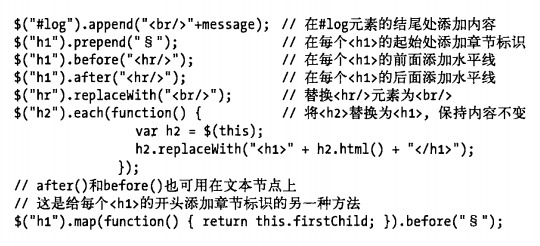 $("#log").append("<br/>"+message); // 在#log元素的结尾处添加内容
$("h1").prepend("§"); // 在每个<h1>的起始处添加章节标识
$("h1").before("<hr/>"); // 在每个<h1>的前面添加水平线
$("h1").after("<hr/>"); // 在每个<h1>的后面添加水平线
$("hr").replaceWith("<br/>"); // 替换<hr/>元素为<br/>
$("h2").each(function() { // 将<h2>替换为<h1>，保持内容不变
var h2 = $(this);
h2.replaceWith("<h1>" + h2.html() + "</h1>");
});
// after()和before()也可用在文本节点上
// 这是给每个<h1>的开头添加章节标识的另一种方法
$("h1").map(function() { return this.firstChild; }).before("§");